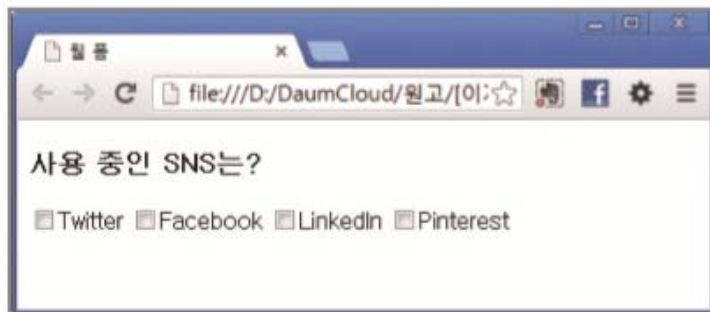 웹 폼
file:///D:/DaumCloud/원고/[이
사용 중인 SNS는?
Twitter Facebook LinkedIn Pinterest